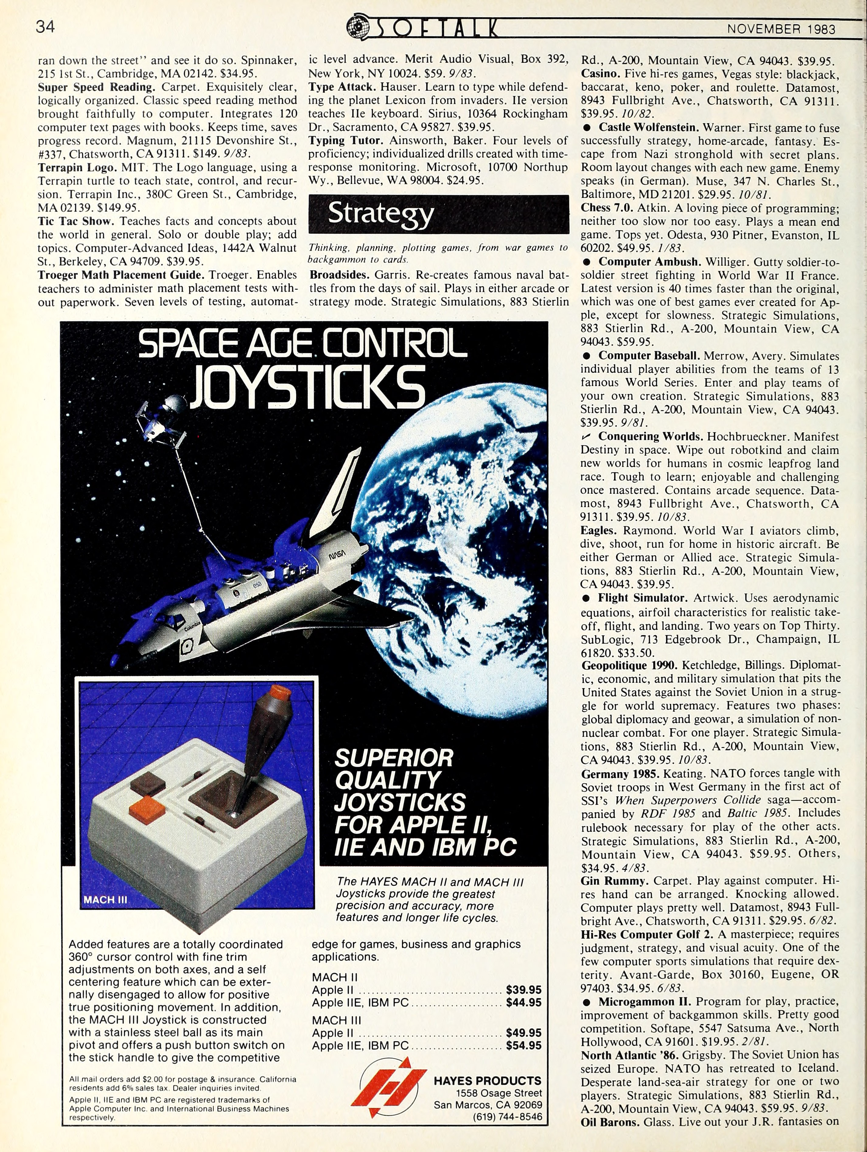 34
SOFTALK
NOVEMBER 1983
ran down the street" and see it do so. Spinnaker,
215 1st St., Cambridge, MA 02142. $34.95.
Super Speed Reading. Carpet. Exquisitely clear,
logically organized. Classic speed reading method
brought faithfully to computer. Integrates 120
computer text pages with books. Keeps time, saves
progress record. Magnum, 21115 Devonshire St.,
#337, Chatsworth, CA 91311. $149. 9/83.
Terrapin Logo. MIT. The Logo language, using a
Terrapin turtle to teach state, control, and recur-
sion. Terrapin Inc., 380C Green St., Cambridge,
MA 02139. $149.95.
Tic Tac Show. Teaches facts and concepts about
the world in general. Solo or double play; add
topics. Computer-Advanced Ideas, 1442A Walnut
St., Berkeley, CA 94709. $39.95.
Troeger Math Placement Guide. Troeger. Enables
teachers to administer math placement tests with-
out paperwork. Seven levels of testing, automat-
ic level advance. Merit Audio Visual, Box 392,
New York, NY 10024. $59. 9/83.
Type Attack. Hauser. Learn to type while defend-
ing the planet Lexicon from invaders. IIe version
teaches IIe keyboard. Sirius, 10364 Rockingham
Dr., Sacramento, CA 95827. $39.95.
Typing Tutor. Ainsworth, Baker. Four levels of
proficiency; individualized drills created with time-
response monitoring. Microsoft, 10700 Northup
Wy., Bellevue, WA 98004. $24.95.
Strategy
Thinking, planning, plotting games, from war games to
backgammon to cards.
Broadsides. Garris. Re-creates famous naval bat-
tles from the days of sail. Plays in either arcade or
strategy mode. Strategic Simulations, 883 Stierlin
Rd., A-200, Mountain View, CA 94043. $39.95.
Casino. Five hi-res games, Vegas style: blackjack,
baccarat, keno, poker, and roulette. Datamost,
8943 Fullbright Ave., Chatsworth, CA 91311.
$39.95. 10/82.
● Castle Wolfenstein. Warner. First game to fuse
successfully strategy, home-arcade, fantasy. Es-
cape from Nazi stronghold with secret plans.
Room layout changes with each new game. Enemy
speaks (in German). Muse, 347 N. Charles St.,
Baltimore, MD 21201. $29.95. 10/81.
Chess 7.0. Atkin. A loving piece of programming;
neither too slow nor too easy. Plays a mean end
game. Tops yet. Odesta, 930 Pitner, Evanston, IL
60202. $49.95. 1/83.
● Computer Ambush. Williger. Gutty soldier-to-
soldier street fighting in World War II France.
Latest version is 40 times faster than the original,
which was one of best games ever created for Ap-
ple, except for slowness. Strategic Simulations,
883 Stierlin Rd., A-200, Mountain View, CA
94043. $59.95.
● Computer Baseball. Merrow, Avery. Simulates
individual player abilities from the teams of 13
famous World Series. Enter and play teams of
your own creation. Strategic Simulations, 883
Stierlin Rd., A-200, Mountain View, CA 94043.
$39.95. 9/81.
✓ Conquering Worlds. Hochbrueckner. Manifest
Destiny in space. Wipe out robotkind and claim
new worlds for humans in cosmic leapfrog land
race. Tough to learn; enjoyable and challenging
once mastered. Contains arcade sequence. Data-
most, 8943 Fullbright Ave., Chatsworth, CA
91311. $39.95. 10/83.
Eagles. Raymond. World War I aviators climb,
dive, shoot, run for home in historic aircraft. Be
either German or Allied ace. Strategic Simula-
tions, 883 Stierlin Rd., A-200, Mountain View,
CA 94043. $39.95.
● Flight Simulator. Artwick. Uses aerodynamic
equations, airfoil characteristics for realistic take-
off, flight, and landing. Two years on Top Thirty.
SubLogic, 713 Edgebrook Dr., Champaign, IL
61820. $33.50.
Geopolitique 1990. Ketchledge, Billings. Diplomat-
ic, economic, and military simulation that pits the
United States against the Soviet Union in a strug-
gle for world supremacy. Features two phases:
global diplomacy and geowar, a simulation of non-
nuclear combat. For one player. Strategic Simula-
tions, 883 Stierlin Rd., A-200, Mountain View,
CA 94043. $39.95. 10/83.
Germany 1985. Keating. NATO forces tangle with
Soviet troops in West Germany in the first act of
SSI's When Superpowers Collide saga—accom-
panied by RDF 1985 and Baltic 1985. Includes
rulebook necessary for play of the other acts.
Strategic Simulations, 883 Stierlin Rd., A-200,
Mountain View, CA 94043. $59.95. Others,
$34.95. 4/83.
Gin Rummy. Carpet. Play against computer. Hi-
res hand can be arranged. Knocking allowed.
Computer plays pretty well. Datamost, 8943 Full-
bright Ave., Chatsworth, CA 91311. $29.95. 6/82.
Hi-Res Computer Golf 2. A masterpiece; requires
judgment, strategy, and visual acuity. One of the
few computer sports simulations that require dex-
terity. Avant-Garde, Box 30160, Eugene, OR
97403. $34.95. 6/83.
● Microgammon II. Program for play, practice,
improvement of backgammon skills. Pretty good
competition. Softape, 5547 Satsuma Ave., North
Hollywood, CA 91601. $19.95. 2/81.
North Atlantic '86. Grigsby. The Soviet Union has
seized Europe. NATO has retreated to Iceland.
Desperate land-sea-air strategy for one or two
players. Strategic Simulations, 883 Stierlin Rd.,
A-200, Mountain View, CA 94043. $59.95. 9/83.
Oil Barons. Glass. Live out your J.R. fantasies on
SPACE AGE CONTROL
JOYSTICKS
NASA
SUPERIOR
QUALITY
JOYSTICKS
FOR APPLE II,
IIE AND IBM PC
MACH III
The HAYES MACH II and MACH III
Joysticks provide the greatest
precision and accuracy, more
features and longer life cycles.
Added features are a totally coordinated
360° cursor control with fine trim
adjustments on both axes, and a self
centering feature which can be exter-
nally disengaged to allow for positive
true positioning movement. In addition,
the MACH III Joystick is constructed
with a stainless steel ball as its main
pivot and offers a push button switch on
the stick handle to give the competitive
edge for games, business and graphics
applications.
MACH II
Apple II ........................... $39.95
Apple IIE, IBM PC ................. $44.95
MACH III
Apple II ........................... $49.95
Apple IIE, IBM PC ................. $54.95
All mail orders add $2.00 for postage & insurance. California
residents add 6% sales tax. Dealer inquiries invited.
Apple II, IIE and IBM PC are registered trademarks of
Apple Computer Inc. and International Business Machines
respectively.
HAYES PRODUCTS
1558 Osage Street
San Marcos, CA 92069
(619) 744-8546